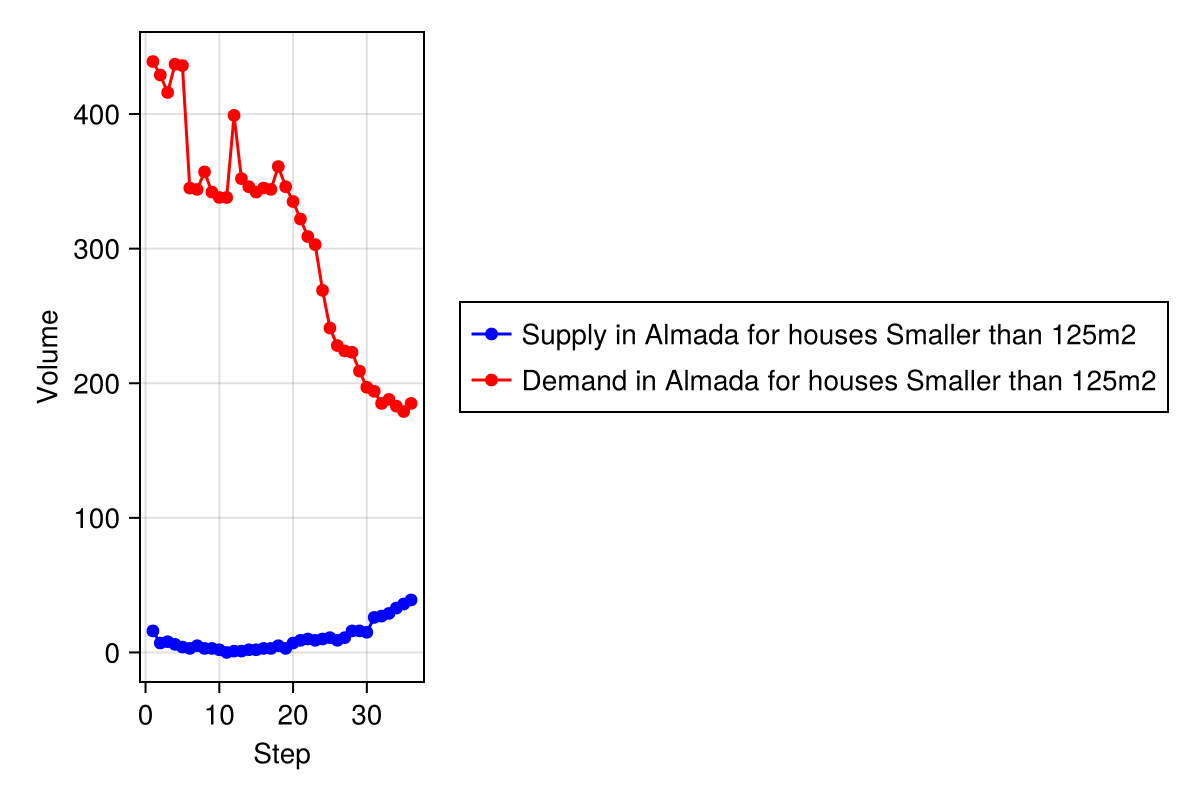 400
300
200
100
0
Volume
0 10 20 30
Step
Supply in Almada for houses Smaller than 125m2
Demand in Almada for houses Smaller than 125m2